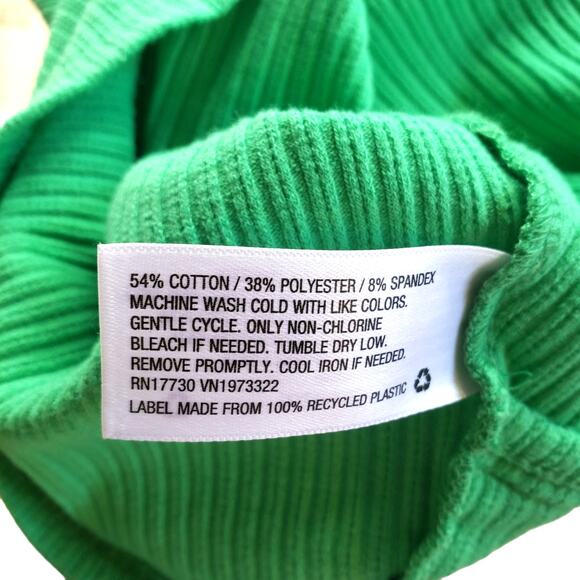 54% COTTON / 38% POLYESTER / 8% SPANDEX
MACHINE WASH COLD WITH LIKE COLORS.
GENTLE CYCLE. ONLY NON-CHLORINE
BLEACH IF NEEDED. TUMBLE DRY LOW.
REMOVE PROMPTLY. COOL IRON IF NEEDED.
RN17730 VN1973322
LABEL MADE FROM 100% RECYCLED PLASTIC